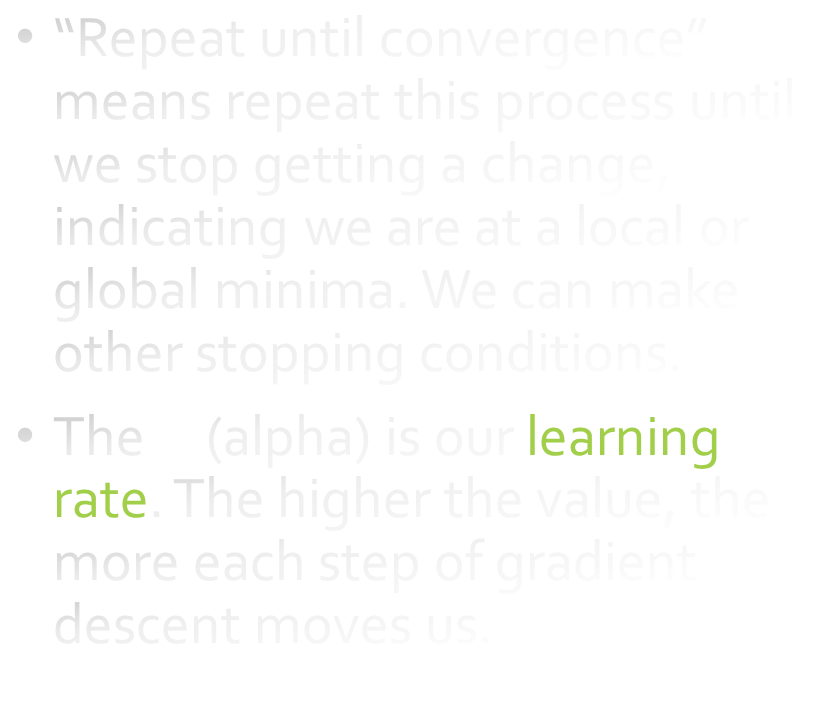 • “Repeat until convergence”
means repeat this process until
we stop getting a change,
indicating we are at a local or
global minima. We can make
other stopping conditions.
• The (alpha) is our learning
rate. The higher the value, the
more each step of gradient
descent moves us.